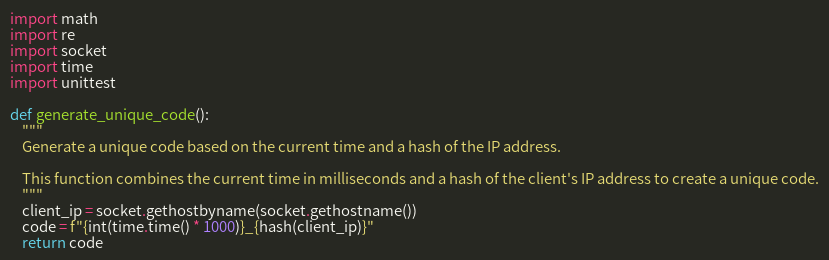 import math
import re
import socket
import time
import unittest
def generate_unique_code():
"""
Generate a unique code based on the current time and a hash of the IP address.
This function combines the current time in milliseconds and a hash of the client's IP address to create a unique code.
"""
client_ip = socket.gethostbyname(socket.gethostname())
code = f"{int(time.time() * 1000)}_{hash(client_ip)}"
return code